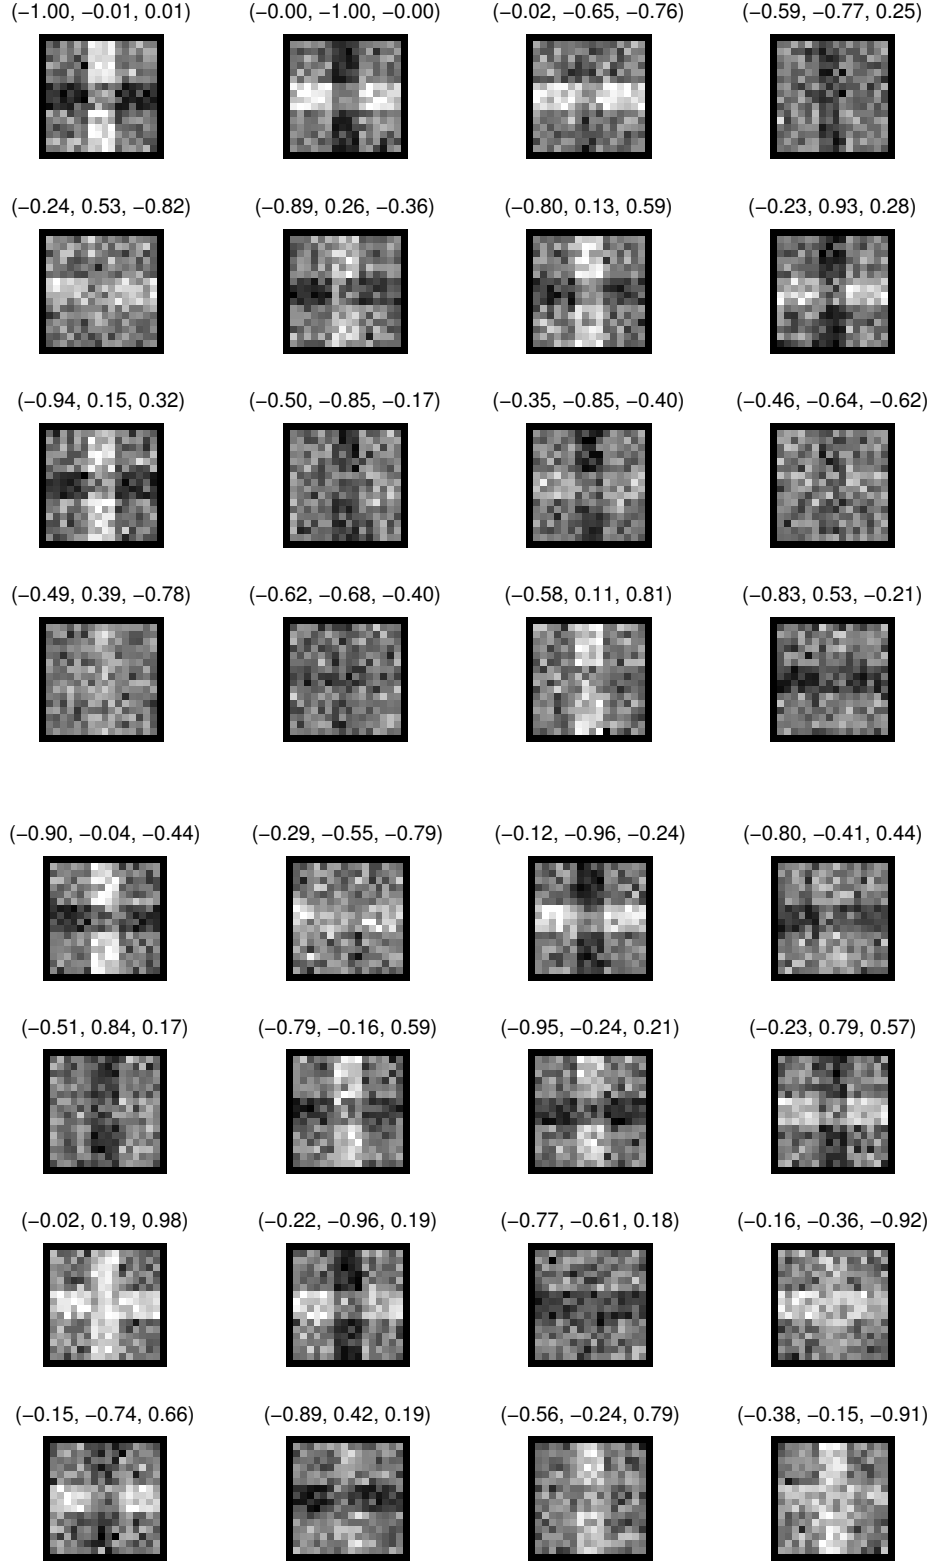 (−1.00, −0.01, 0.01) (−0.00, −1.00, −0.00) (−0.02, −0.65, −0.76) (−0.59, −0.77, 0.25)
(−0.24, 0.53, −0.82) (−0.89, 0.26, −0.36) (−0.80, 0.13, 0.59) (−0.23, 0.93, 0.28)
(−0.94, 0.15, 0.32) (−0.50, −0.85, −0.17) (−0.35, −0.85, −0.40) (−0.46, −0.64, −0.62)
(−0.49, 0.39, −0.78) (−0.62, −0.68, −0.40) (−0.58, 0.11, 0.81) (−0.83, 0.53, −0.21)
(−0.90, −0.04, −0.44) (−0.29, −0.55, −0.79) (−0.12, −0.96, −0.24) (−0.80, −0.41, 0.44)
(−0.51, 0.84, 0.17) (−0.79, −0.16, 0.59) (−0.95, −0.24, 0.21) (−0.23, 0.79, 0.57)
(−0.02, 0.19, 0.98) (−0.22, −0.96, 0.19) (−0.77, −0.61, 0.18) (−0.16, −0.36, −0.92)
(−0.15, −0.74, 0.66) (−0.89, 0.42, 0.19) (−0.56, −0.24, 0.79) (−0.38, −0.15, −0.91)